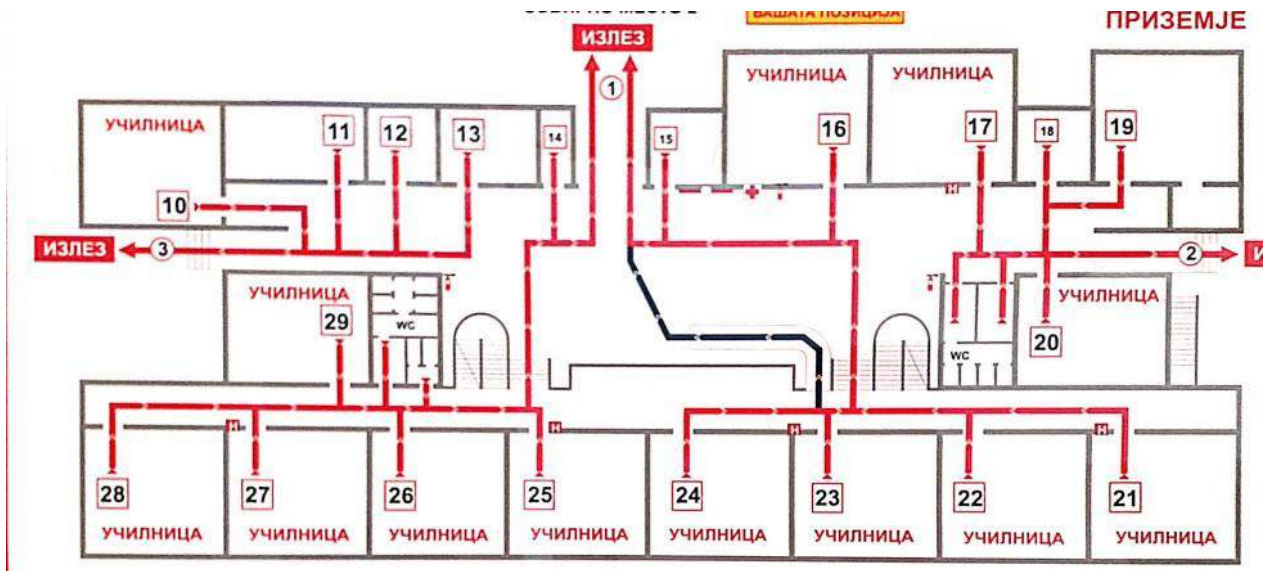 ВАШАТА ПОЗИЦИЈА
ПРИЗЕМЈЕ
ИЗЛЕЗ
1
УЧИЛНИЦА
УЧИЛНИЦА
УЧИЛНИЦА
11
12
13
14
15
16
17
18
19
10
ИЗЛЕЗ
3
2
УЧИЛНИЦА
УЧИЛНИЦА
29
WC
20
WC
H
H
H
H
H
28
27
26
25
24
23
22
21
УЧИЛНИЦА
УЧИЛНИЦА
УЧИЛНИЦА
УЧИЛНИЦА
УЧИЛНИЦА
УЧИЛНИЦА
УЧИЛНИЦА
УЧИЛНИЦА